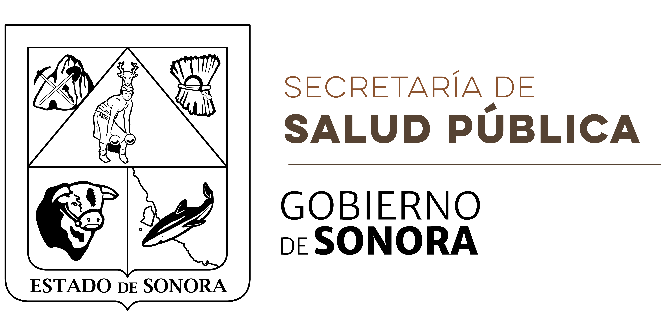 ESTADO DE SONORA
SECRETARÍA DE
SALUD PÚBLICA
GOBIERNO
DE SONORA